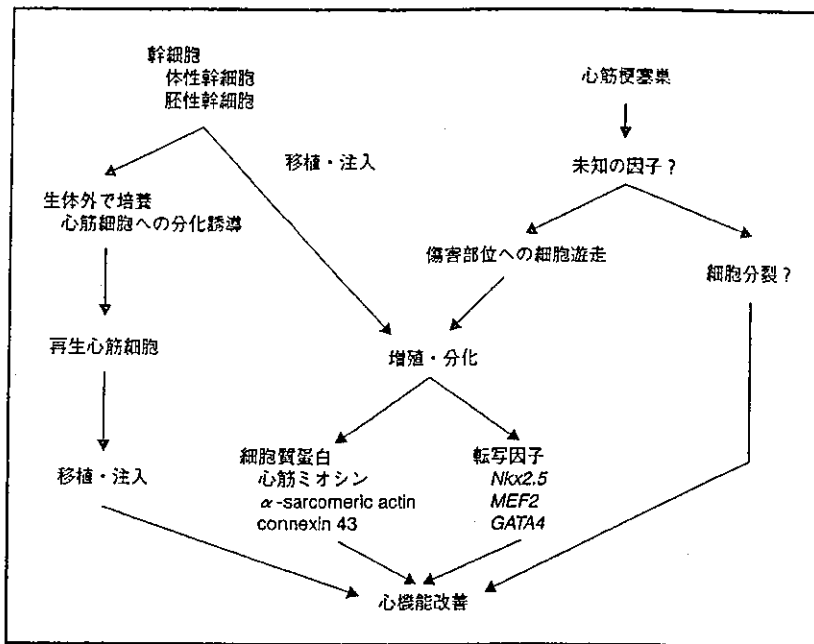 幹細胞
体性幹細胞
胚性幹細胞
心筋梗塞巣
移植・注入
未知の因子？
生体外で培養
心筋細胞への分化誘導
傷害部位への細胞遊走
細胞分裂？
再生心筋細胞
増殖・分化
細胞質蛋白
心筋ミオシン
α-sarcomeric actin
connexin 43
転写因子
Nkx2.5
MEF2
GATA4
移植・注入
心機能改善